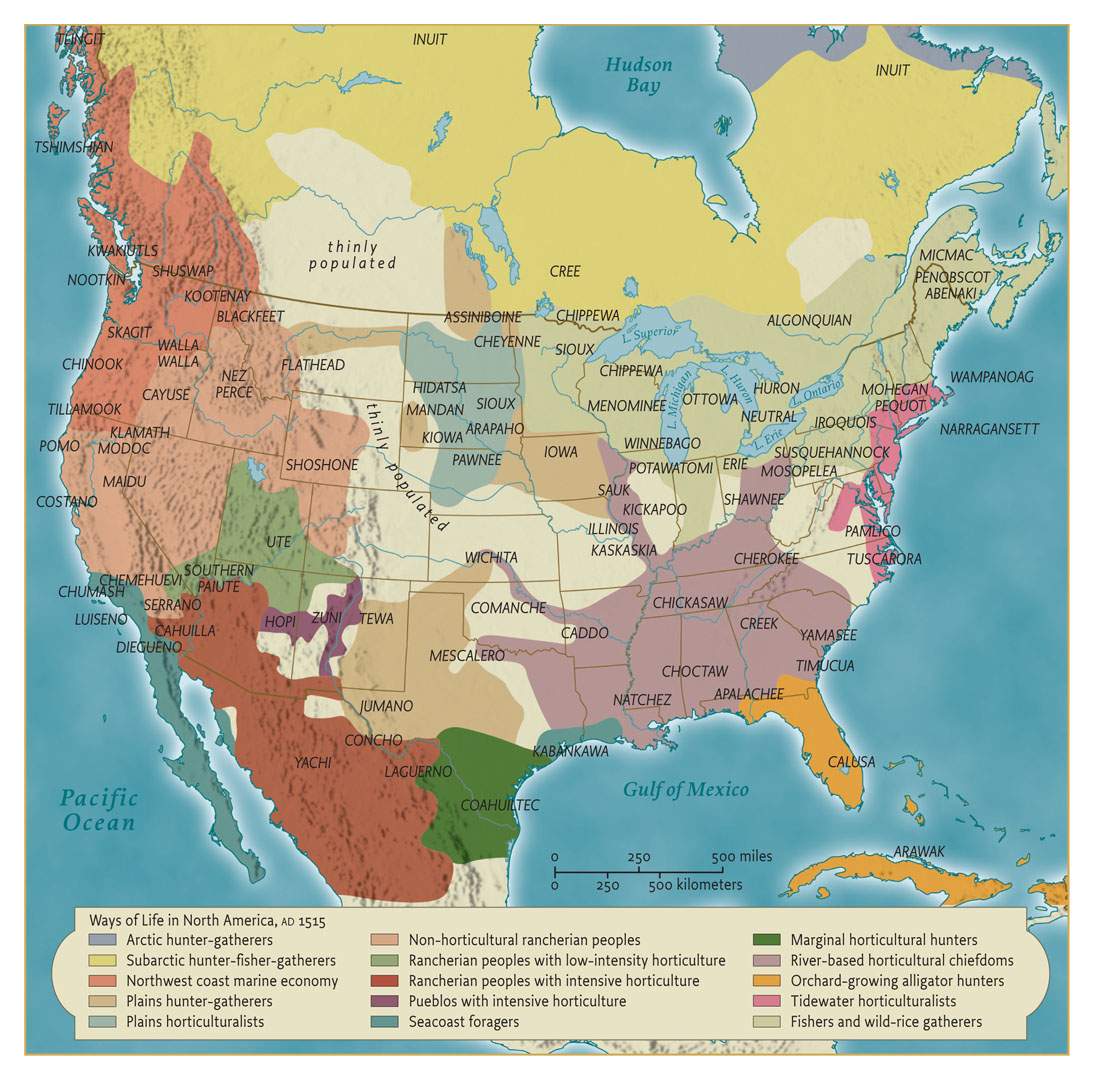 TLINGIT
INUIT
Hudson
Bay
INUIT
TSHIMSHIAN
KWAKIUTLS
NOOTKIN
SHUSWAP
thinly
populated
CREE
MICMAC
PENOBSCOT
ABENAKI
KOOTENAY
BLACKFEET
ASSINIBOINE
CHIPPEWA
ALGONQUIAN
SKAGIT
WALLA
WALLA
CHEYENNE
SIOUX
L. Superior
CHINOOK
NEZ
PERCE
FLATHEAD
CHIPPEWA
L. Michigan
L. Huron
HURON
L. Ontario
MOHEGAN
WAMPANOAG
CAYUSE
HIDATSA
OTTOWA
PEQUOT
TILLAMOOK
MANDAN
SIOUX
MENOMINEE
NEUTRAL
IROQUOIS
NARRAGANSETT
KLAMATH
POMO
MODOC
thinly populated
KIOWA
ARAPAHO
WINNEBAGO
L. Erie
PAWNEE
IOWA
SUSQUEHANNOCK
SHOSHONE
POTAWATOMI
ERIE
MOSOPELEA
MAIDU
SAUK
COSTANO
KICKAPOO
SHAWNEE
ILLINOIS
PAMLICO
UTE
KASKASKIA
WICHITA
CHEROKEE
TUSCARORA
SOUTHERN
PAIUTE
CHEMEHUEVI
CHUMASH
SERRANO
COMANCHE
CHICKASAW
LUISENO
HOPI
ZUNI
TEWA
CREEK
CAHUILLA
CADDO
YAMASEE
DIEGUENO
MESCALERO
CHOCTAW
TIMUCUA
JUMANO
NATCHEZ
APALACHEE
CONCHO
KABANKAWA
YACHI
LAGUERNO
CALUSA
Pacific
Ocean
Gulf of Mexico
COAHUILTEC
ARAWAK
0 250 500 miles
0 250 500 kilometers
Ways of Life in North America, AD 1515
Arctic hunter-gatherers
Subarctic hunter-fisher-gatherers
Northwest coast marine economy
Plains hunter-gatherers
Plains horticulturalists
Non-horticultural rancherian peoples
Rancherian peoples with low-intensity horticulture
Rancherian peoples with intensive horticulture
Pueblos with intensive horticulture
Seacoast foragers
Marginal horticultural hunters
River-based horticultural chiefdoms
Orchard-growing alligator hunters
Tidewater horticulturalists
Fishers and wild-rice gatherers